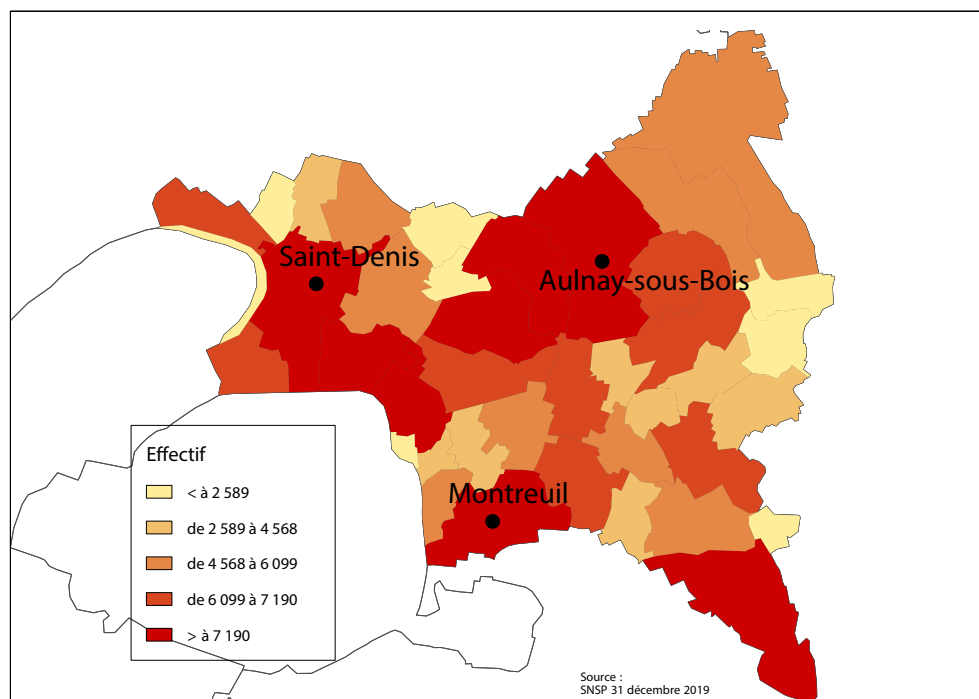 Saint-Denis
Aulnay-sous-Bois
Montreuil
Effectif
< à 2 589
de 2 589 à 4 568
de 4 568 à 6 099
de 6 099 à 7 190
> à 7 190
Source :
SNSP 31 décembre 2019